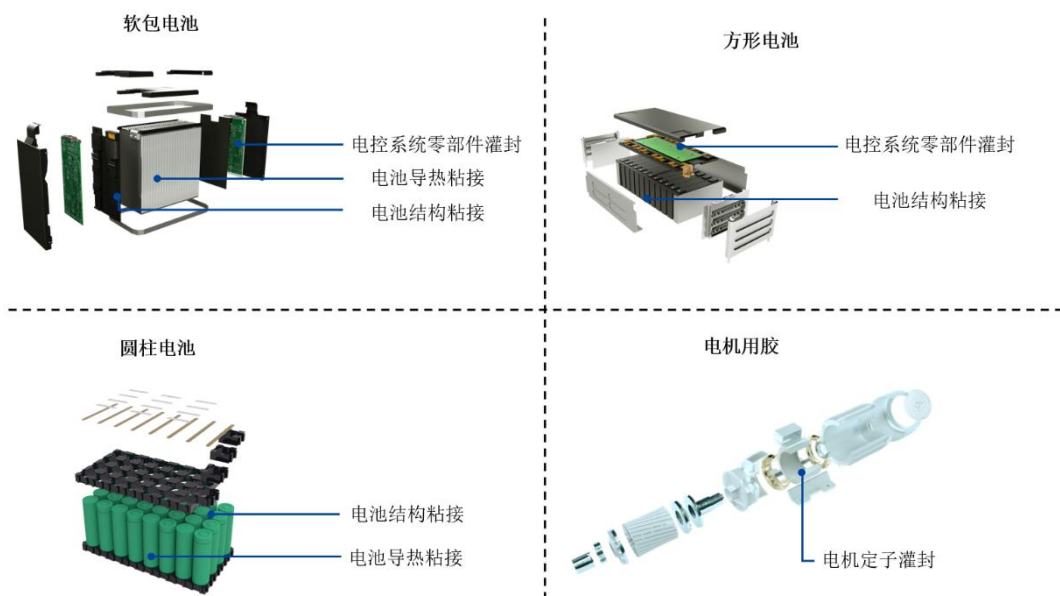 软包电池
电控系统零部件灌封
电池导热粘接
电池结构粘接
方形电池
电控系统零部件灌封
电池结构粘接
圆柱电池
电池结构粘接
电池导热粘接
电机用胶
电机定子灌封